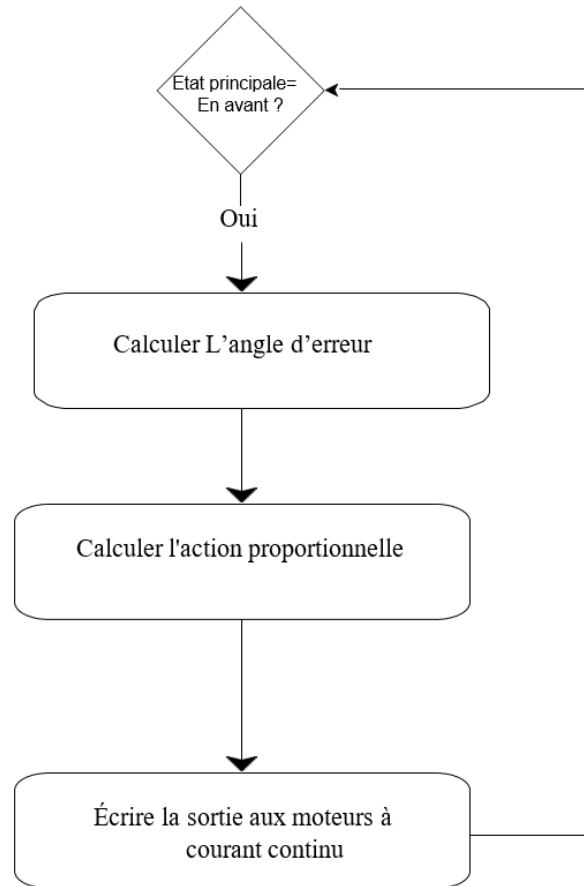 Etat principale=
En avant ?
Oui
Calculer L’angle d’erreur
Calculer l'action proportionnelle
Écrire la sortie aux moteurs à
courant continu